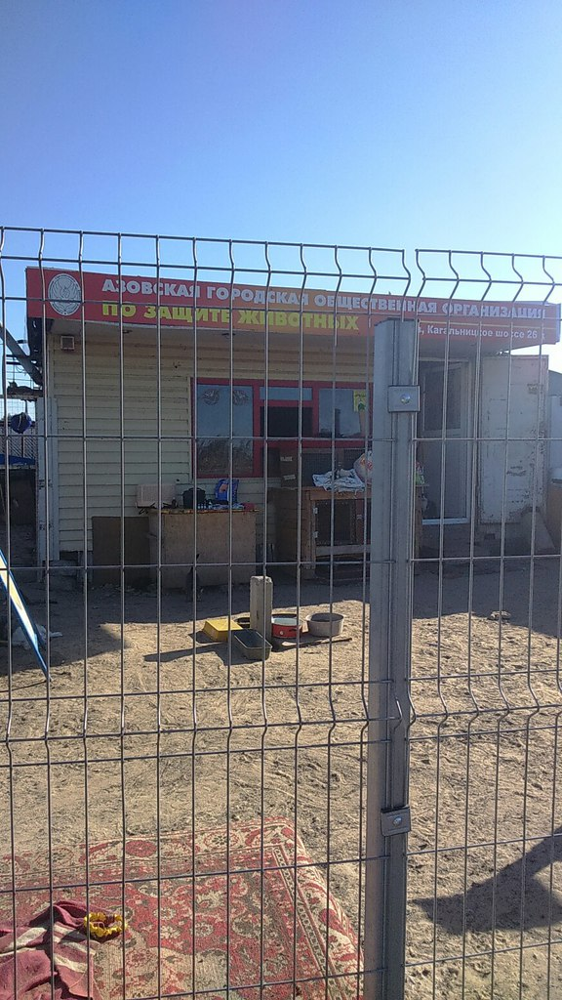 АЗОВСКАЯ ГОРОДСКАЯ ОБЩЕСТВЕННАЯ ОРГАНИЗАЦИЯ
ПО ЗАЩИТЕ ЖИВОТНЫХ
Кагальницкое шоссе 26